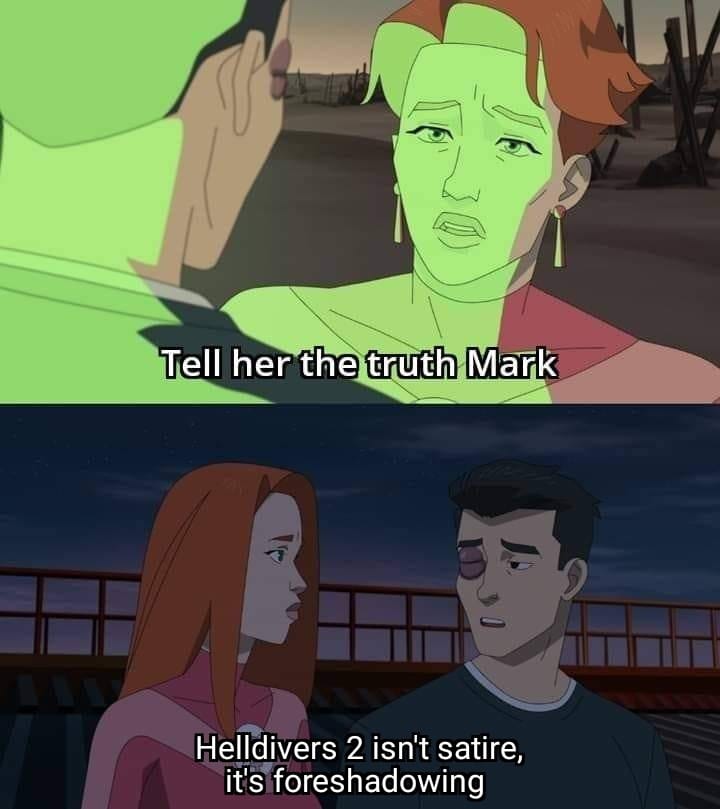 Tell her the truth Mark
Helldivers 2 isn't satire,
it's foreshadowing